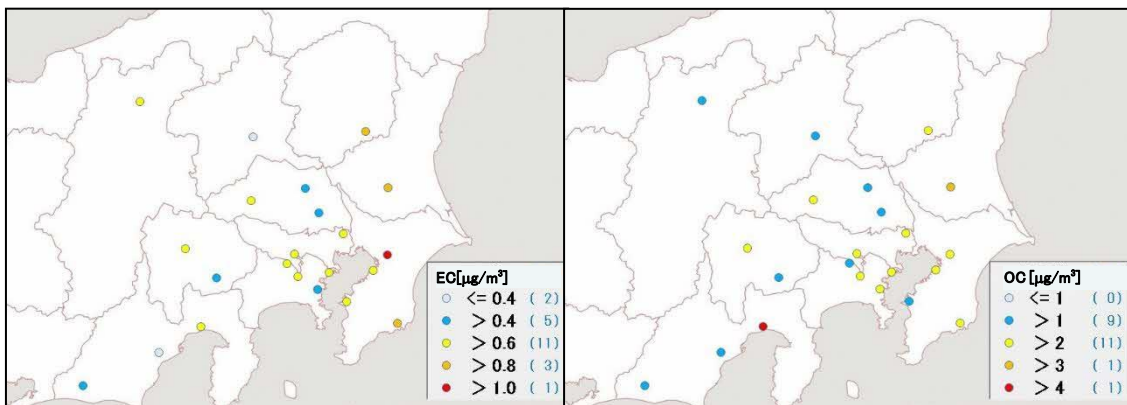 EC[μg/m³]
<= 0.4 ( 2)
> 0.4 ( 5)
> 0.6 (11)
> 0.8 ( 3)
> 1.0 ( 1)
OC[μg/m³]
<= 1 ( 0)
> 1 ( 9)
> 2 (11)
> 3 ( 1)
> 4 ( 1)